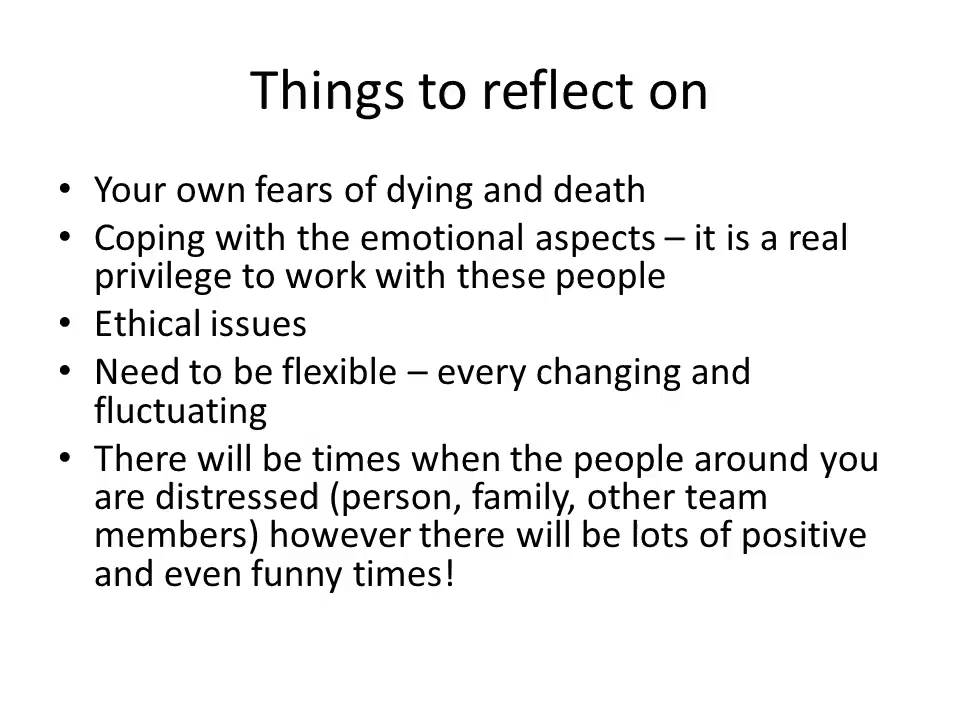 Things to reflect on
• Your own fears of dying and death
• Coping with the emotional aspects – it is a real
privilege to work with these people
• Ethical issues
• Need to be flexible – every changing and
fluctuating
• There will be times when the people around you
are distressed (person, family, other team
members) however there will be lots of positive
and even funny times!